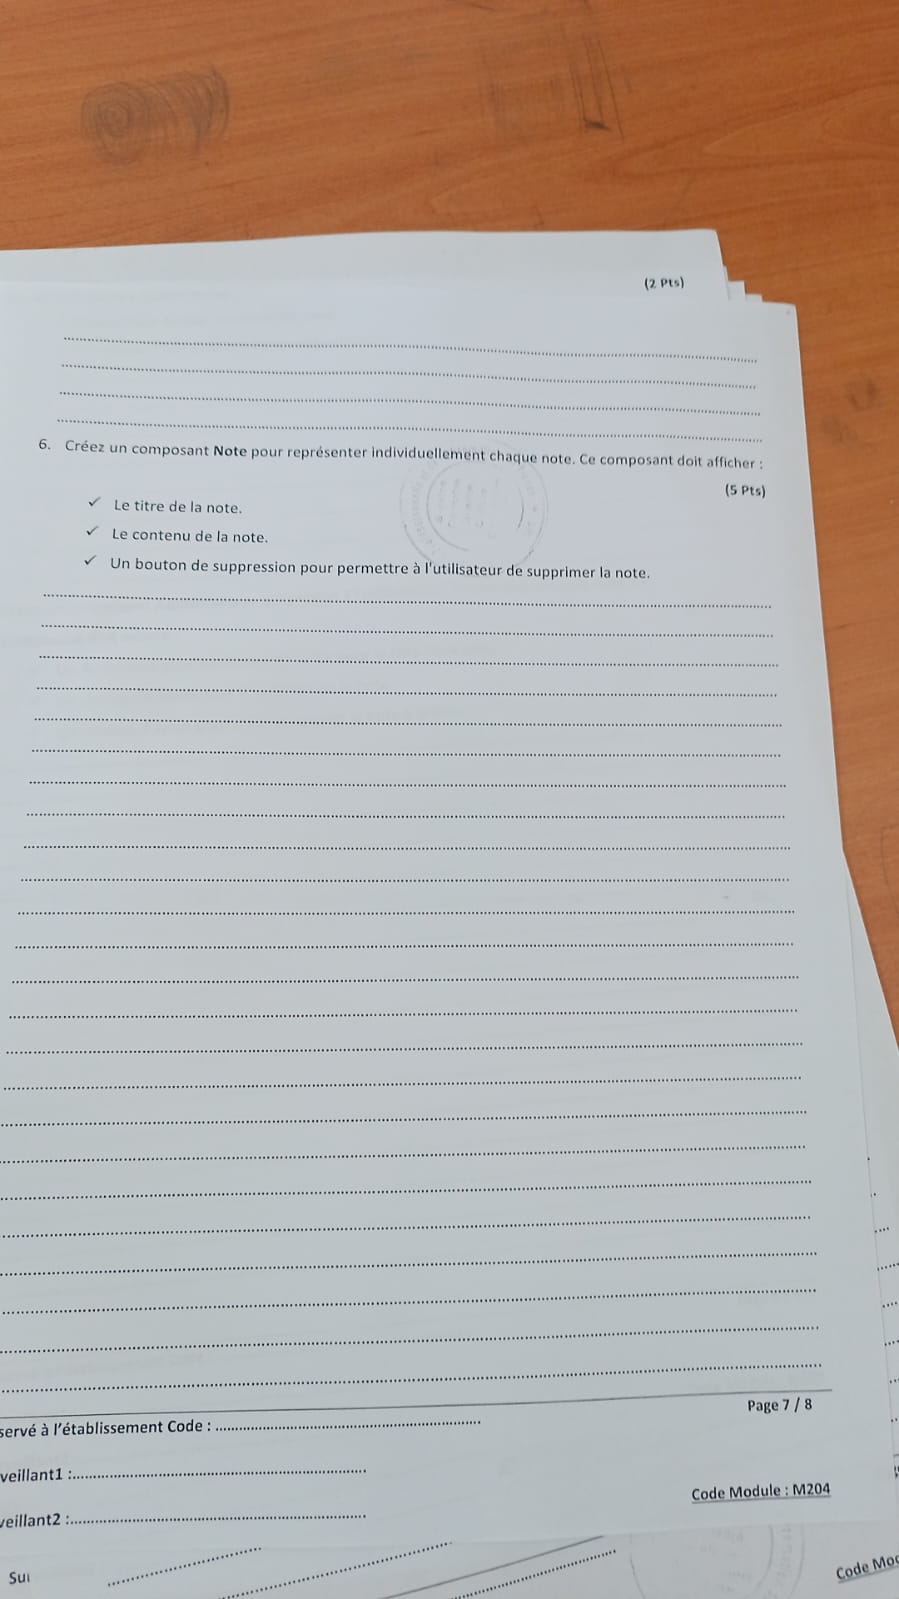 (2 Pts)
6. Créez un composant Note pour représenter individuellement chaque note. Ce composant doit afficher :
(5 Pts)
✓ Le titre de la note.
✓ Le contenu de la note.
✓ Un bouton de suppression pour permettre à l'utilisateur de supprimer la note.
Page 7 / 8
servé à l'établissement Code :
veillant1 :
Code Module : M204
veillant2 :
Sui
Code Mod